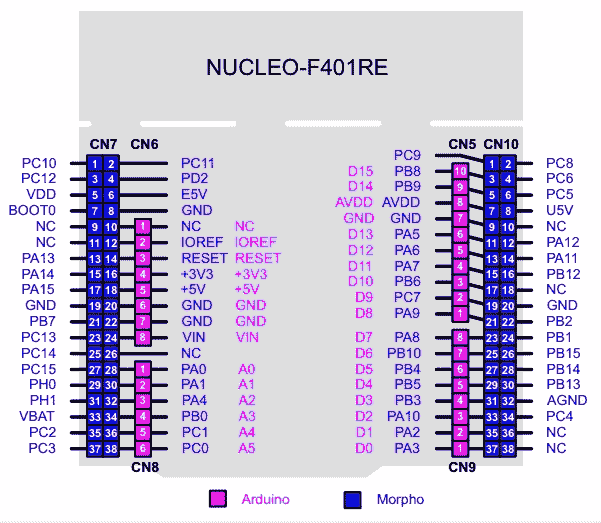 NUCLEO-F401RE
CN7 CN6 CN5 CN10
PC10 1 2 PC11 PC9 1 2 PC8
PC12 3 4 PD2 D15 PB8 10 3 4 PC6
VDD 5 6 E5V D14 PB9 9 5 6 PC5
BOOT0 7 8 GND AVDD AVDD 8 7 8 U5V
NC 9 10 1 NC NC GND GND 7 9 10 NC
NC 11 12 2 IOREF IOREF D13 PA5 6 11 12 PA12
PA13 13 14 3 RESET RESET D12 PA6 5 13 14 PA11
PA14 15 16 4 +3V3 +3V3 D11 PA7 4 15 16 PB12
PA15 17 18 5 +5V +5V D10 PB6 3 17 18 NC
GND 19 20 6 GND GND D9 PC7 2 19 20 GND
PB7 21 22 7 GND GND D8 PA9 1 21 22 PB2
PC13 23 24 8 VIN VIN D7 PA8 8 23 24 PB1
PC14 25 26 NC D6 PB10 7 25 26 PB15
PC15 27 28 1 PA0 A0 D5 PB4 6 27 28 PB14
PH0 29 30 2 PA1 A1 D4 PB5 5 29 30 PB13
PH1 31 32 3 PA4 A2 D3 PB3 4 31 32 AGND
VBAT 33 34 4 PB0 A3 D2 PA10 3 33 34 PC4
PC2 35 36 5 PC1 A4 D1 PA2 2 35 36 NC
PC3 37 38 6 PC0 A5 D0 PA3 1 37 38 NC
CN8 CN9
Arduino Morpho